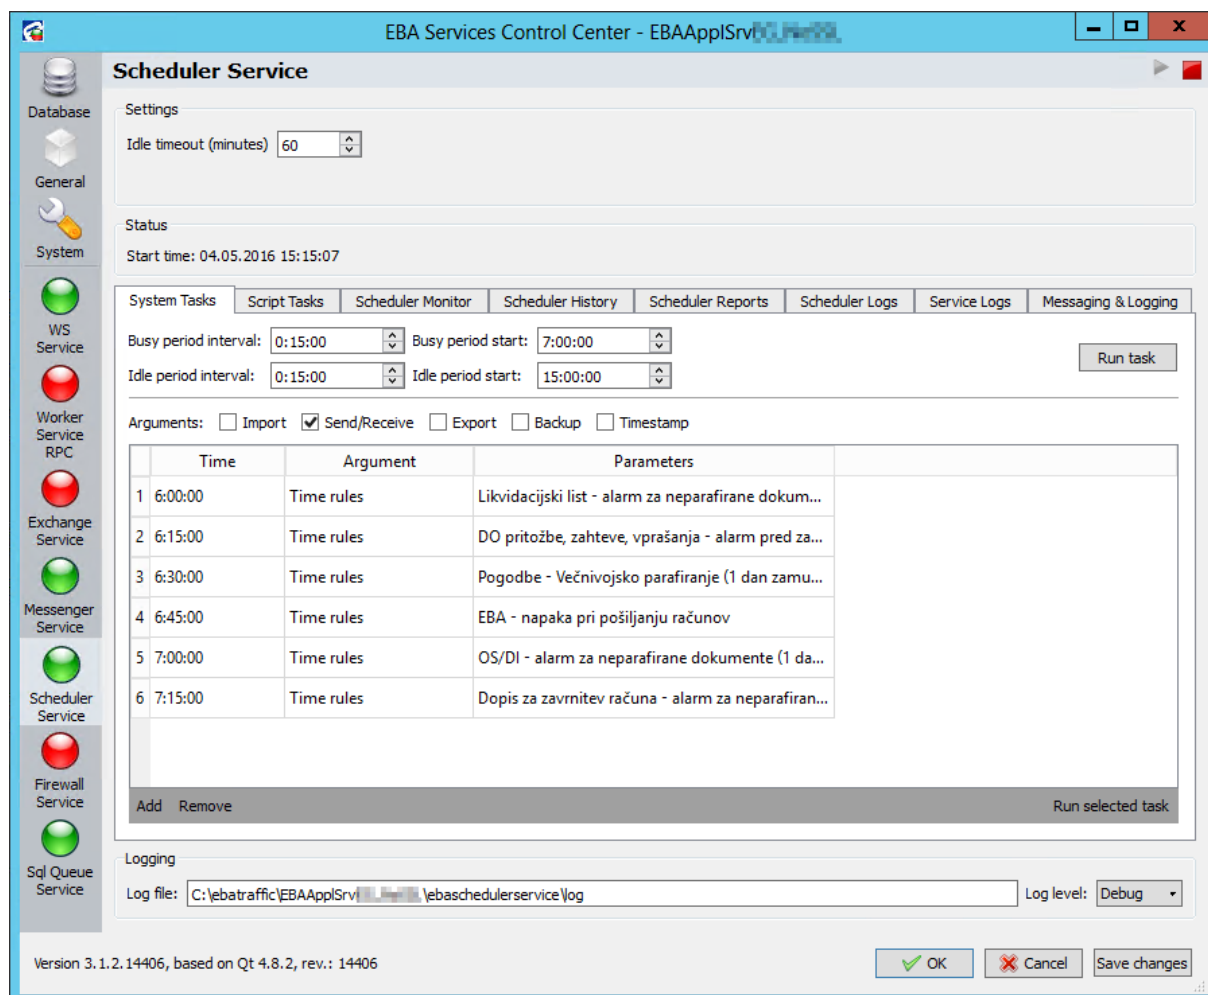 EBA Services Control Center - EBAApplSrv
Database
General
System
WS
Service
Worker
Service
RPC
Exchange
Service
Messenger
Service
Scheduler
Service
Firewall
Service
Sql Queue
Service
Scheduler Service
Settings
Idle timeout (minutes) 60
Status
Start time: 04.05.2016 15:15:07
System Tasks Script Tasks Scheduler Monitor Scheduler History Scheduler Reports Scheduler Logs Service Logs Messaging & Logging
Busy period interval: 0:15:00 Busy period start: 7:00:00
Run task
Idle period interval: 0:15:00 Idle period start: 15:00:00
Arguments: Import Send/Receive Export Backup Timestamp
Time Argument Parameters
1 6:00:00 Time rules Likvidacijski list - alarm za neparafirane dokum...
2 6:15:00 Time rules DO pritožbe, zahteve, vprašanja - alarm pred za...
3 6:30:00 Time rules Pogodbe - Večnivojsko parafiranje (1 dan zamu...
4 6:45:00 Time rules EBA - napaka pri pošiljanju računov
5 7:00:00 Time rules OS/DI - alarm za neparafirane dokumente (1 da...
6 7:15:00 Time rules Dopis za zavrnitev računa - alarm za neparafiran...
Add Remove Run selected task
Logging
Log file: C:\ebatraffic\EBAApplSrv \ebaschedulerservice\log Log level: Debug
Version 3.1.2.14406, based on Qt 4.8.2, rev.: 14406 OK Cancel Save changes